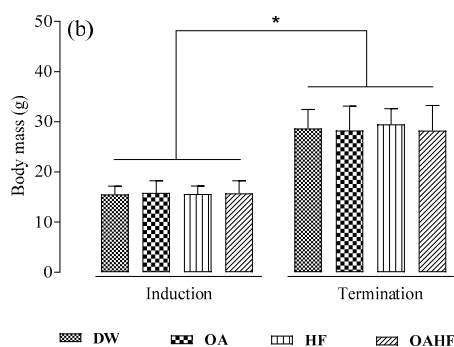 (b)
*
50
40
30
20
10
0
Body mass (g)
Induction Termination
DW OA HF OAHF